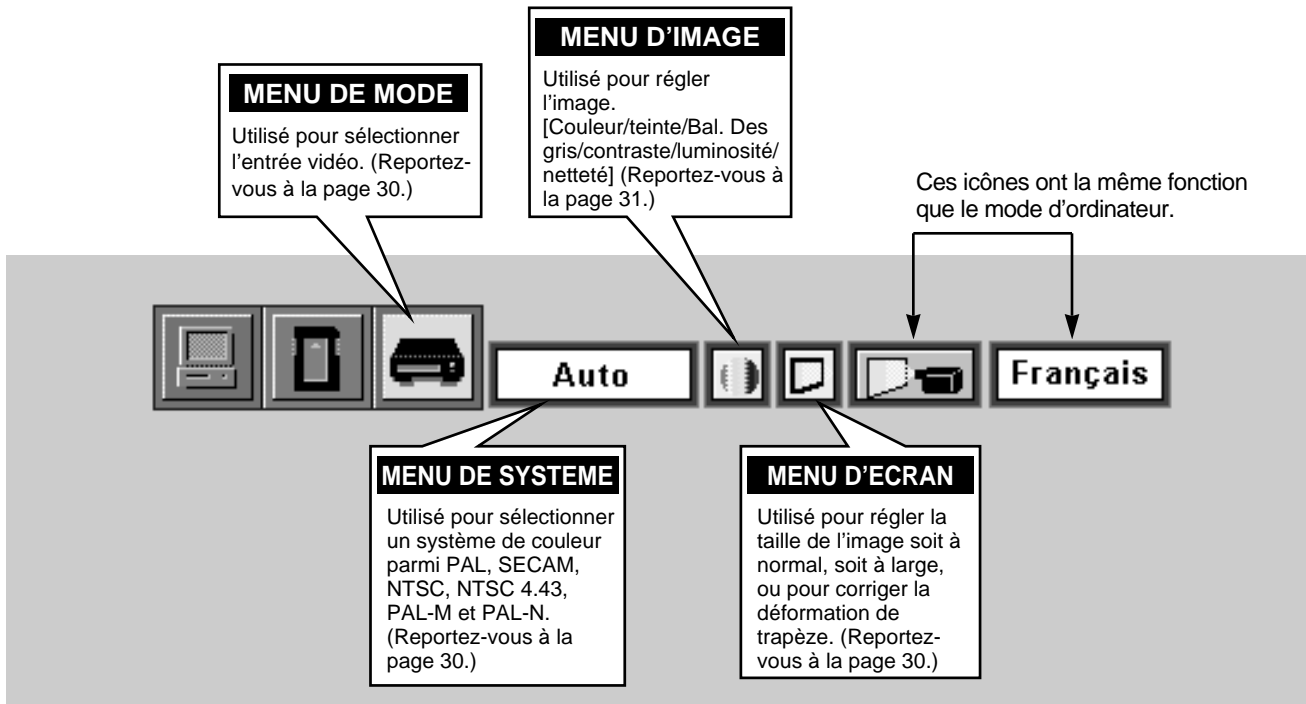 MENU D'IMAGE
Utilisé pour régler
l'image.
[Couleur/teinte/Bal. Des
gris/contraste/luminosité/
netteté] (Reportez-vous à
la page 31.)
MENU DE MODE
Utilisé pour sélectionner
l'entrée vidéo. (Reportez-
vous à la page 30.)
Ces icônes ont la même fonction
que le mode d'ordinateur.
Auto
Français
MENU DE SYSTEME
Utilisé pour sélectionner
un système de couleur
parmi PAL, SECAM,
NTSC, NTSC 4.43,
PAL-M et PAL-N.
(Reportez-vous à la
page 30.)
MENU D'ECRAN
Utilisé pour régler la
taille de l'image soit à
normal, soit à large,
ou pour corriger la
déformation de
trapèze. (Reportez-
vous à la page 30.)